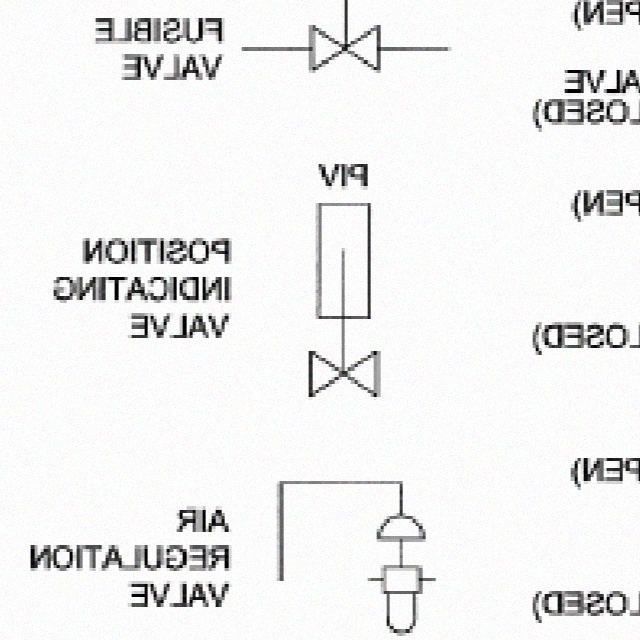 FUSIBLE
VALVE
PIV
POSITION
INDICATING
VALVE
AIR
REGULATION
VALVE
PEN)
ALVE
LOSED)
PEN)
LOSED)
PEN)
LOSED)